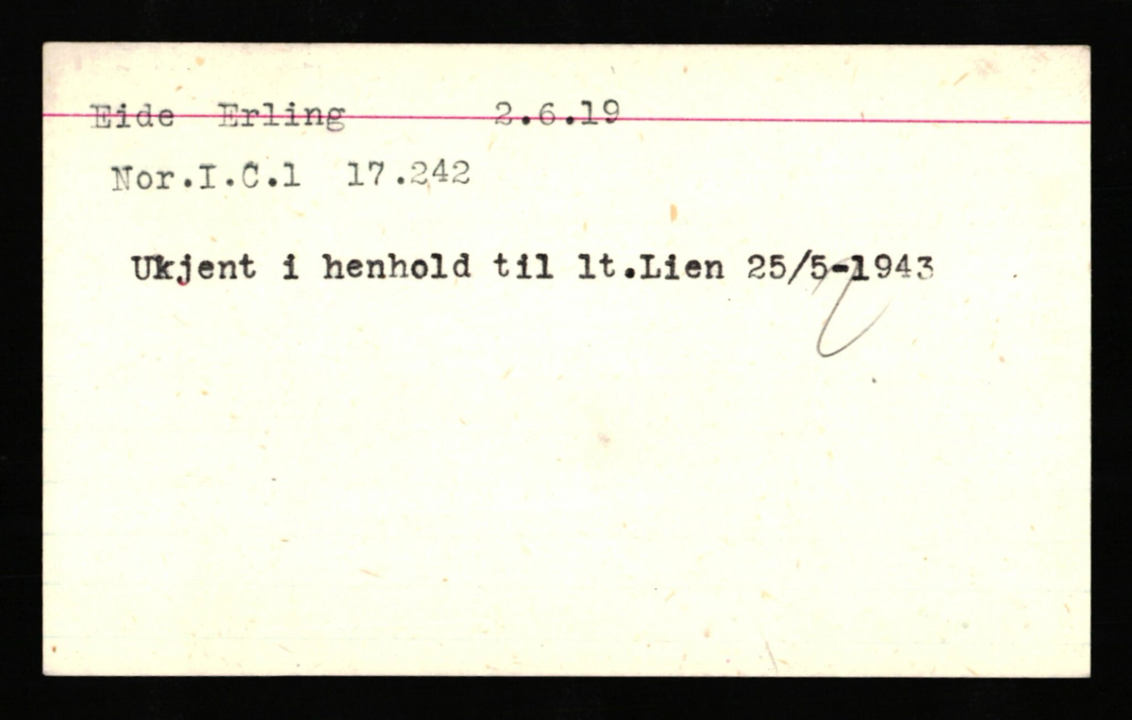 Eide Erling 2.6.19
Nor.I.C.1 17.242
Ukjent i henhold til lt.Lien 25/5-1943